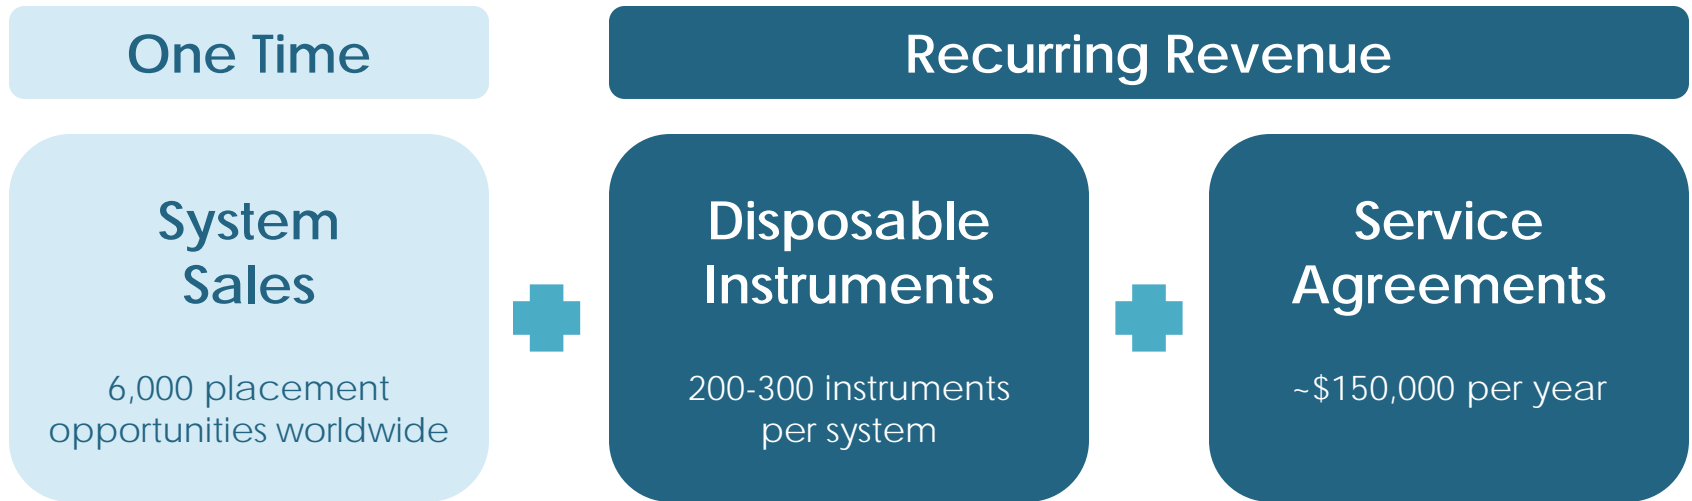 One Time
Recurring Revenue
System
Sales
6,000 placement
opportunities worldwide
Disposable
Instruments
200-300 instruments
per system
Service
Agreements
~$150,000 per year